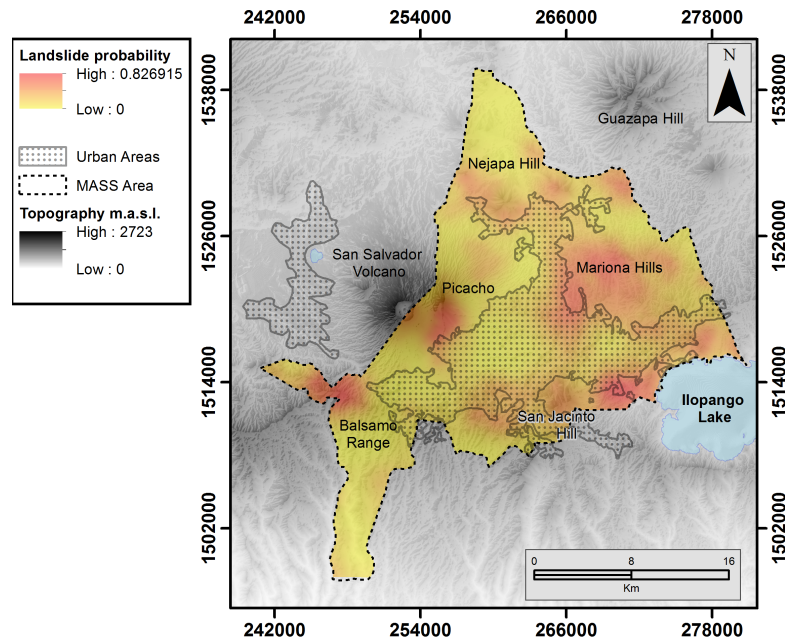 242000
254000
266000
278000
Landslide probability
High : 0.826915
Low : 0
Urban Areas
MASS Area
Topography m.a.s.l.
High : 2723
Low : 0
1538000
1526000
1514000
1502000
N
Guazapa Hill
Nejapa Hill
San Salvador
Volcano
Mariona Hills
Picacho
Ilopango
Lake
San Jacinto
Hill
Balsamo
Range
1538000
1526000
1514000
1502000
0
8
16
Km
242000
254000
266000
278000